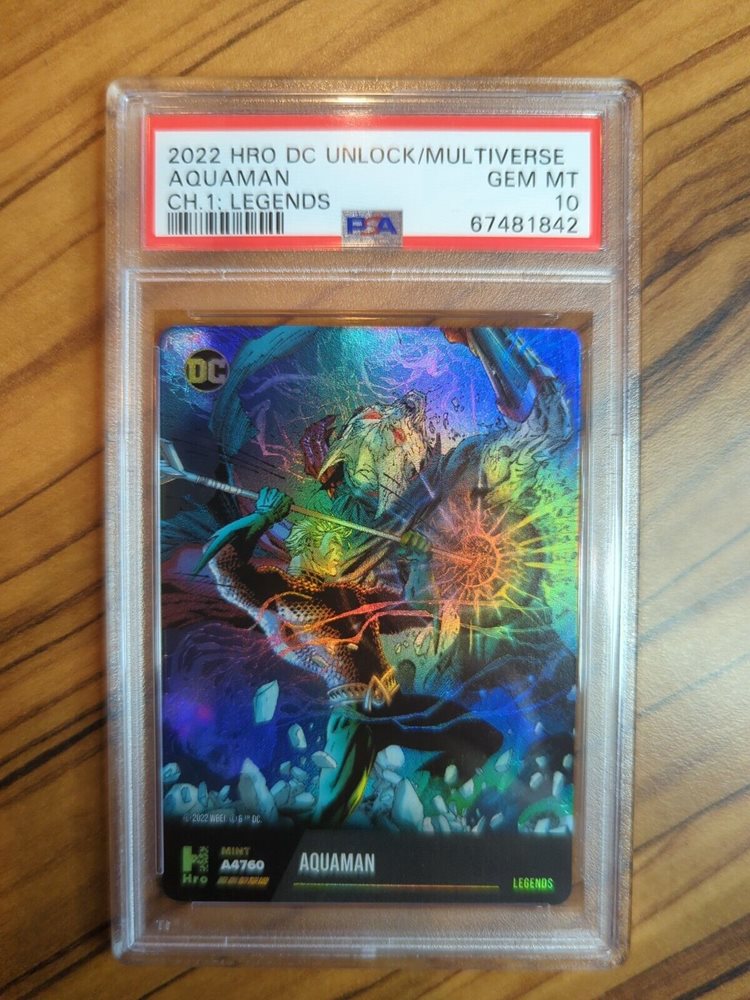 2022 HRO DC UNLOCK/MULTIVERSE
AQUAMAN GEM MT
CH.1: LEGENDS 10
PSA 67481842
DC
© 2022 WBEI. © & ™ DC.
Hro
MINT
A4760
AQUAMAN
LEGENDS